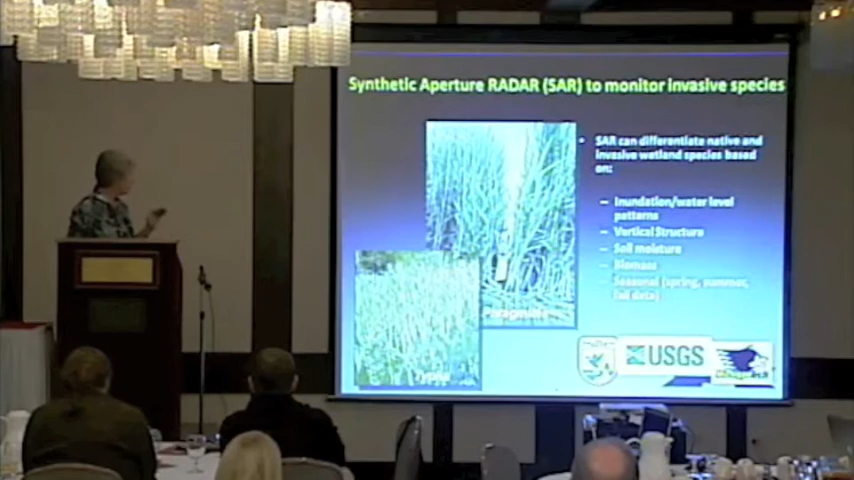 Synthetic Aperture RADAR (SAR) to monitor invasive species
• SAR can differentiate native and
invasive wetland species based
on:
– Inundation/water level
patterns
– Vertical Structure
– Soil moisture
– Biomass
– Seasonal (spring, summer,
fall data)
Phragmites
Typha
USGS